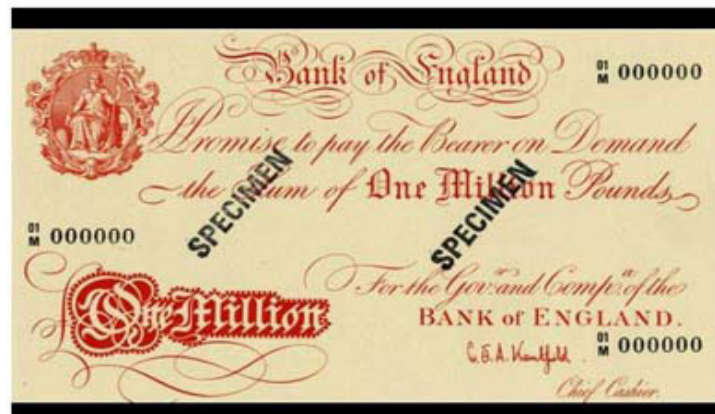 Bank of England
01 M 000000
I Promise to pay the Bearer on Demand
the Sum of One Million Pounds
SPECIMEN
SPECIMEN
01 M 000000
For the Govr. and Compa. of the
BANK of ENGLAND.
One Million
01 M 000000
Chief Cashier.